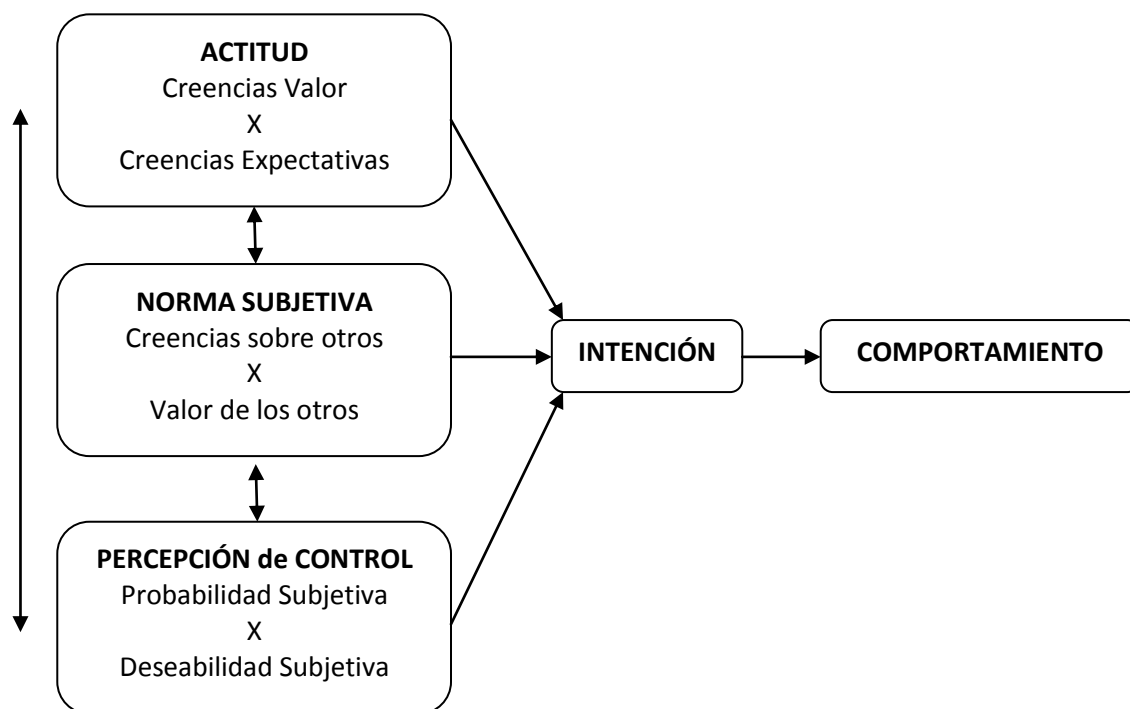 ACTITUD
Creencias Valor
X
Creencias Expectativas
NORMA SUBJETIVA
Creencias sobre otros
X
Valor de los otros
INTENCIÓN
COMPORTAMIENTO
PERCEPCIÓN de CONTROL
Probabilidad Subjetiva
X
Deseabilidad Subjetiva